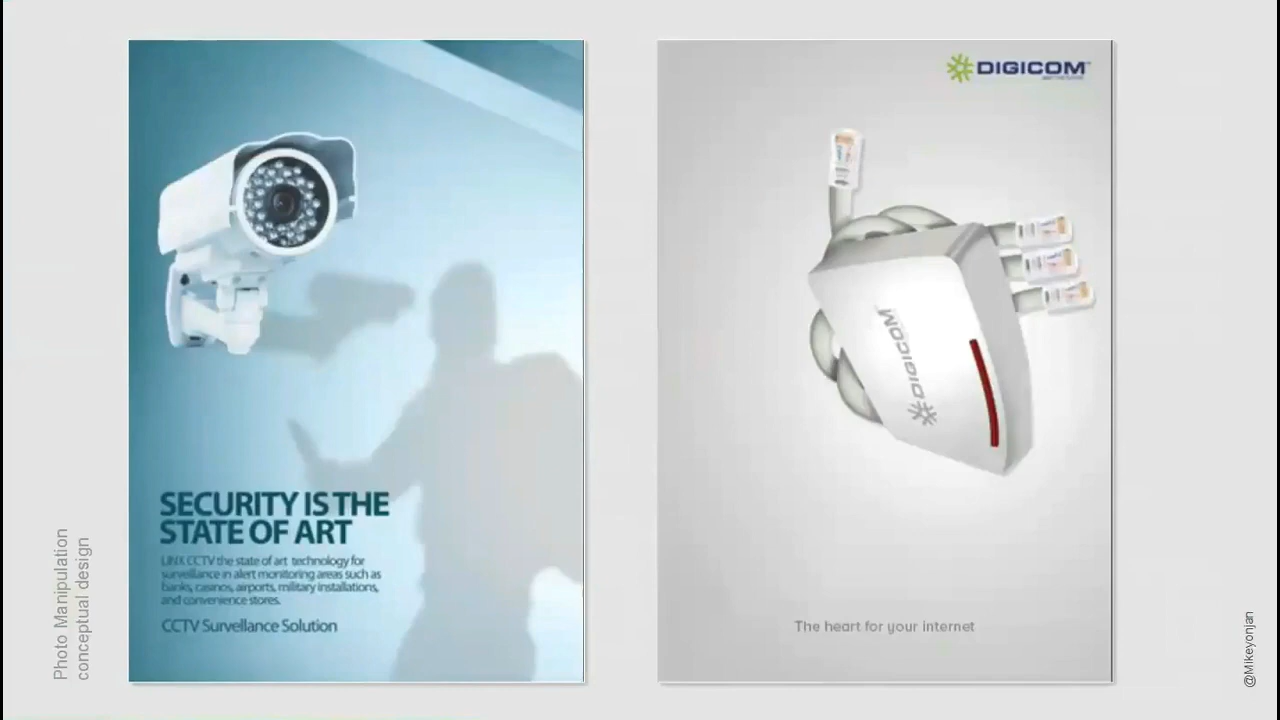 Photo Manipulation
conceptual design
SECURITY IS THE
STATE OF ART
LINX CCTV the state of art technology for
surveillance in alert monitoring areas such as
banks, casinos, airports, military installations,
and convenience stores.
CCTV Survellance Solution
DIGICOM
DIGICOM
The heart for your internet
@Mikeyonjan